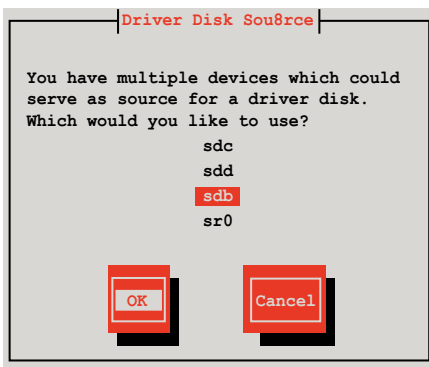 Driver Disk Sou8rce
You have multiple devices which could
serve as source for a driver disk.
Which would you like to use?
sdc
sdd
sdb
sr0
OK
Cancel